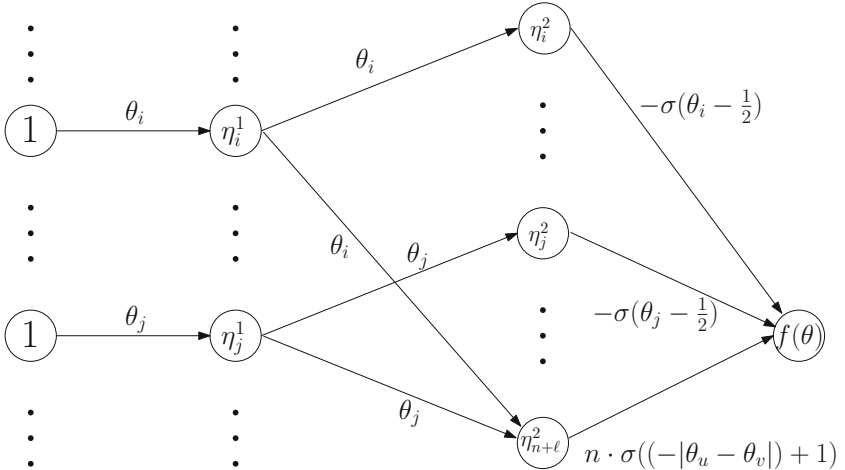 η_i^2
θ_i
θ_i
1
η_i^1
−σ(θ_i − 1/2)
θ_i
θ_j
η_j^2
θ_j
1
η_j^1
−σ(θ_j − 1/2)
f(θ)
θ_j
η_{n+ℓ}^2
n · σ((−|θ_u − θ_v|) + 1)